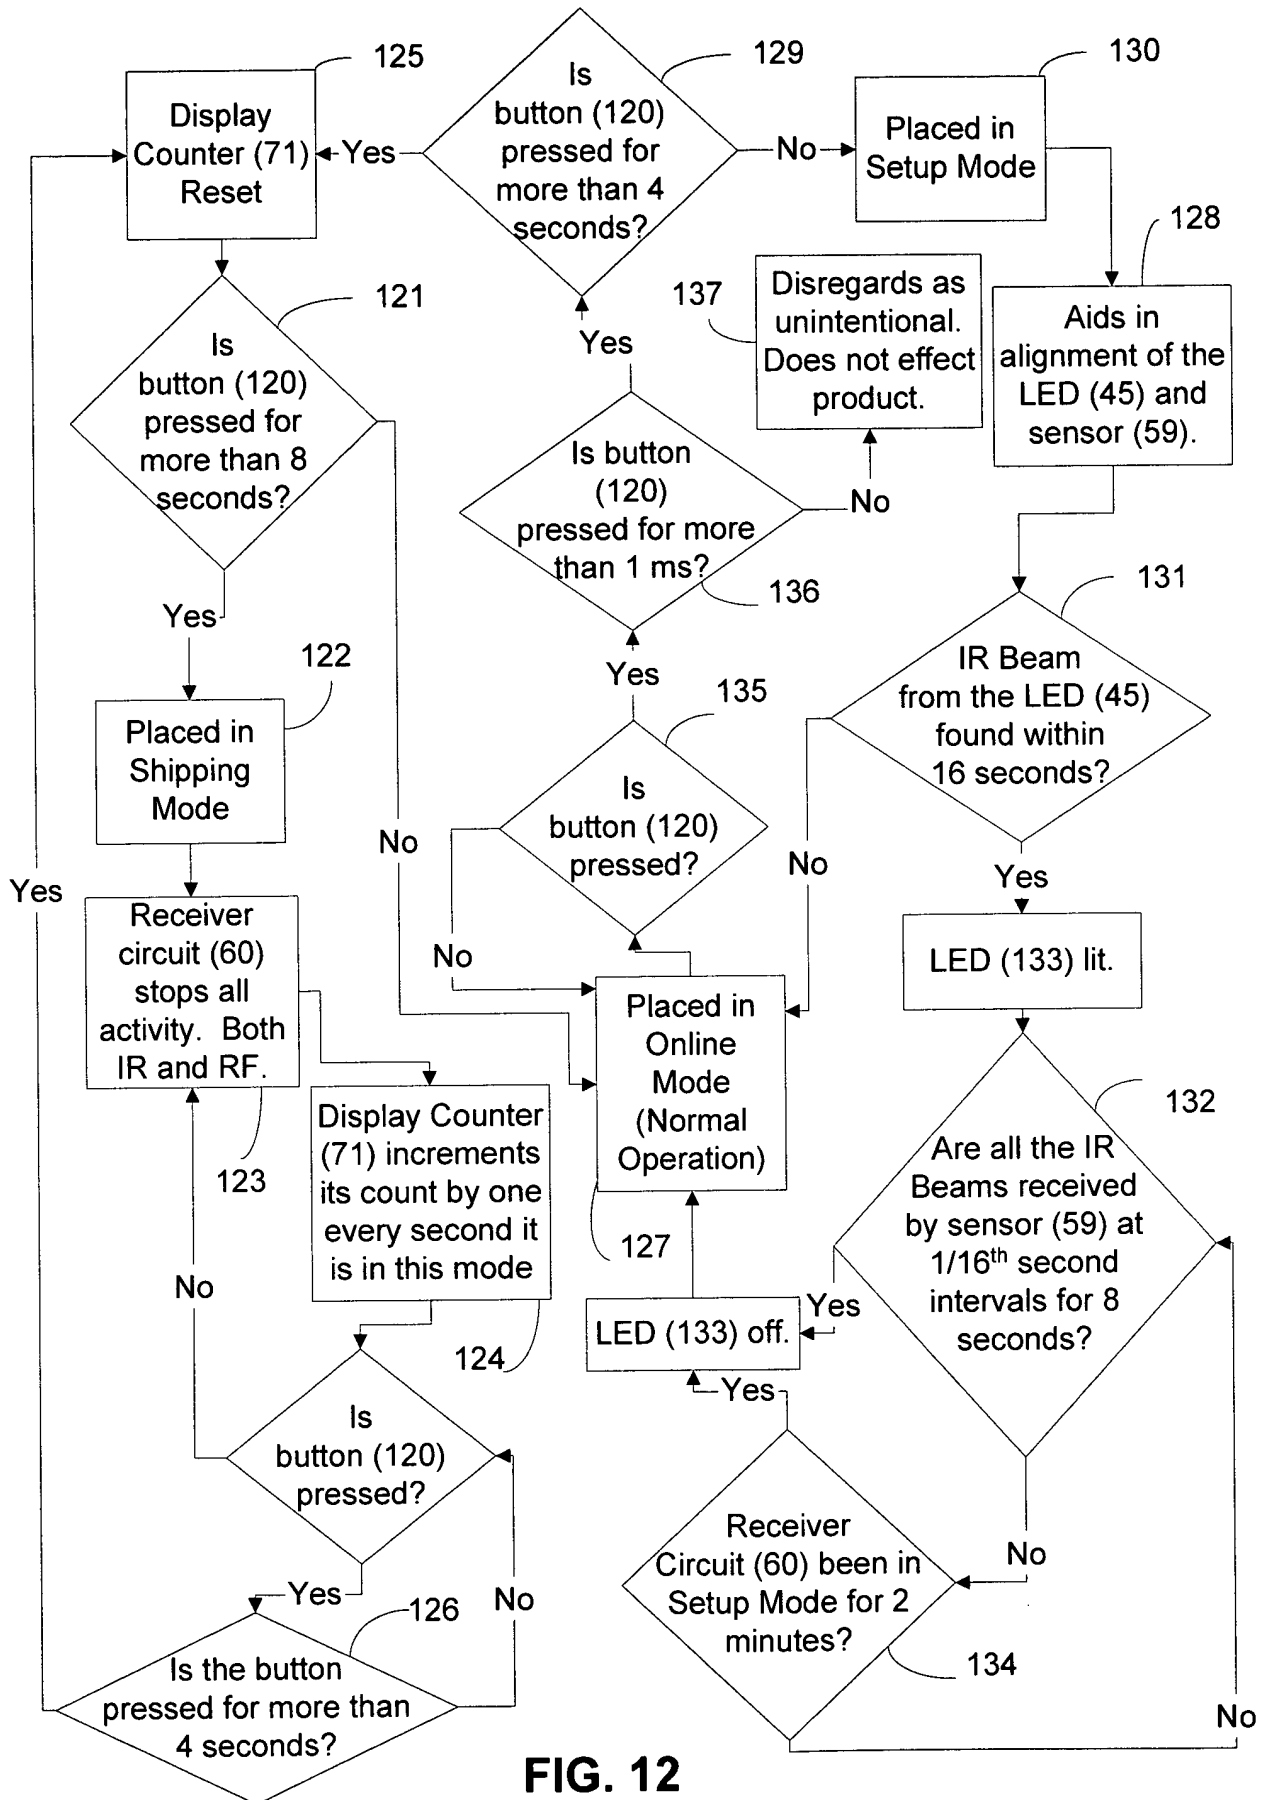 125
Display
Counter (71)
Reset
Yes
129
Is
button (120)
pressed for
more than 4
seconds?
No
130
Placed in
Setup Mode
128
Aids in
alignment of the
LED (45) and
sensor (59).
137
Disregards as
unintentional.
Does not effect
product.
121
Is
button (120)
pressed for
more than 8
seconds?
Yes
Is button
(120)
pressed for more
than 1 ms?
No
136
131
IR Beam
from the LED (45)
found within
16 seconds?
Yes
122
Placed in
Shipping
Mode
Yes
135
Is
button (120)
pressed?
No
No
No
Yes
LED (133) lit.
Yes
Receiver
circuit (60)
stops all
activity. Both
IR and RF.
123
Placed in
Online
Mode
(Normal
Operation)
127
132
Are all the IR
Beams received
by sensor (59) at
1/16th second
intervals for 8
seconds?
Display Counter
(71) increments
its count by one
every second it
is in this mode
124
No
LED (133) off.
Yes
Yes
Is
button (120)
pressed?
Yes
No
126
Is the button
pressed for more than
4 seconds?
Receiver
Circuit (60) been in
Setup Mode for 2
minutes?
No
134
No
FIG. 12